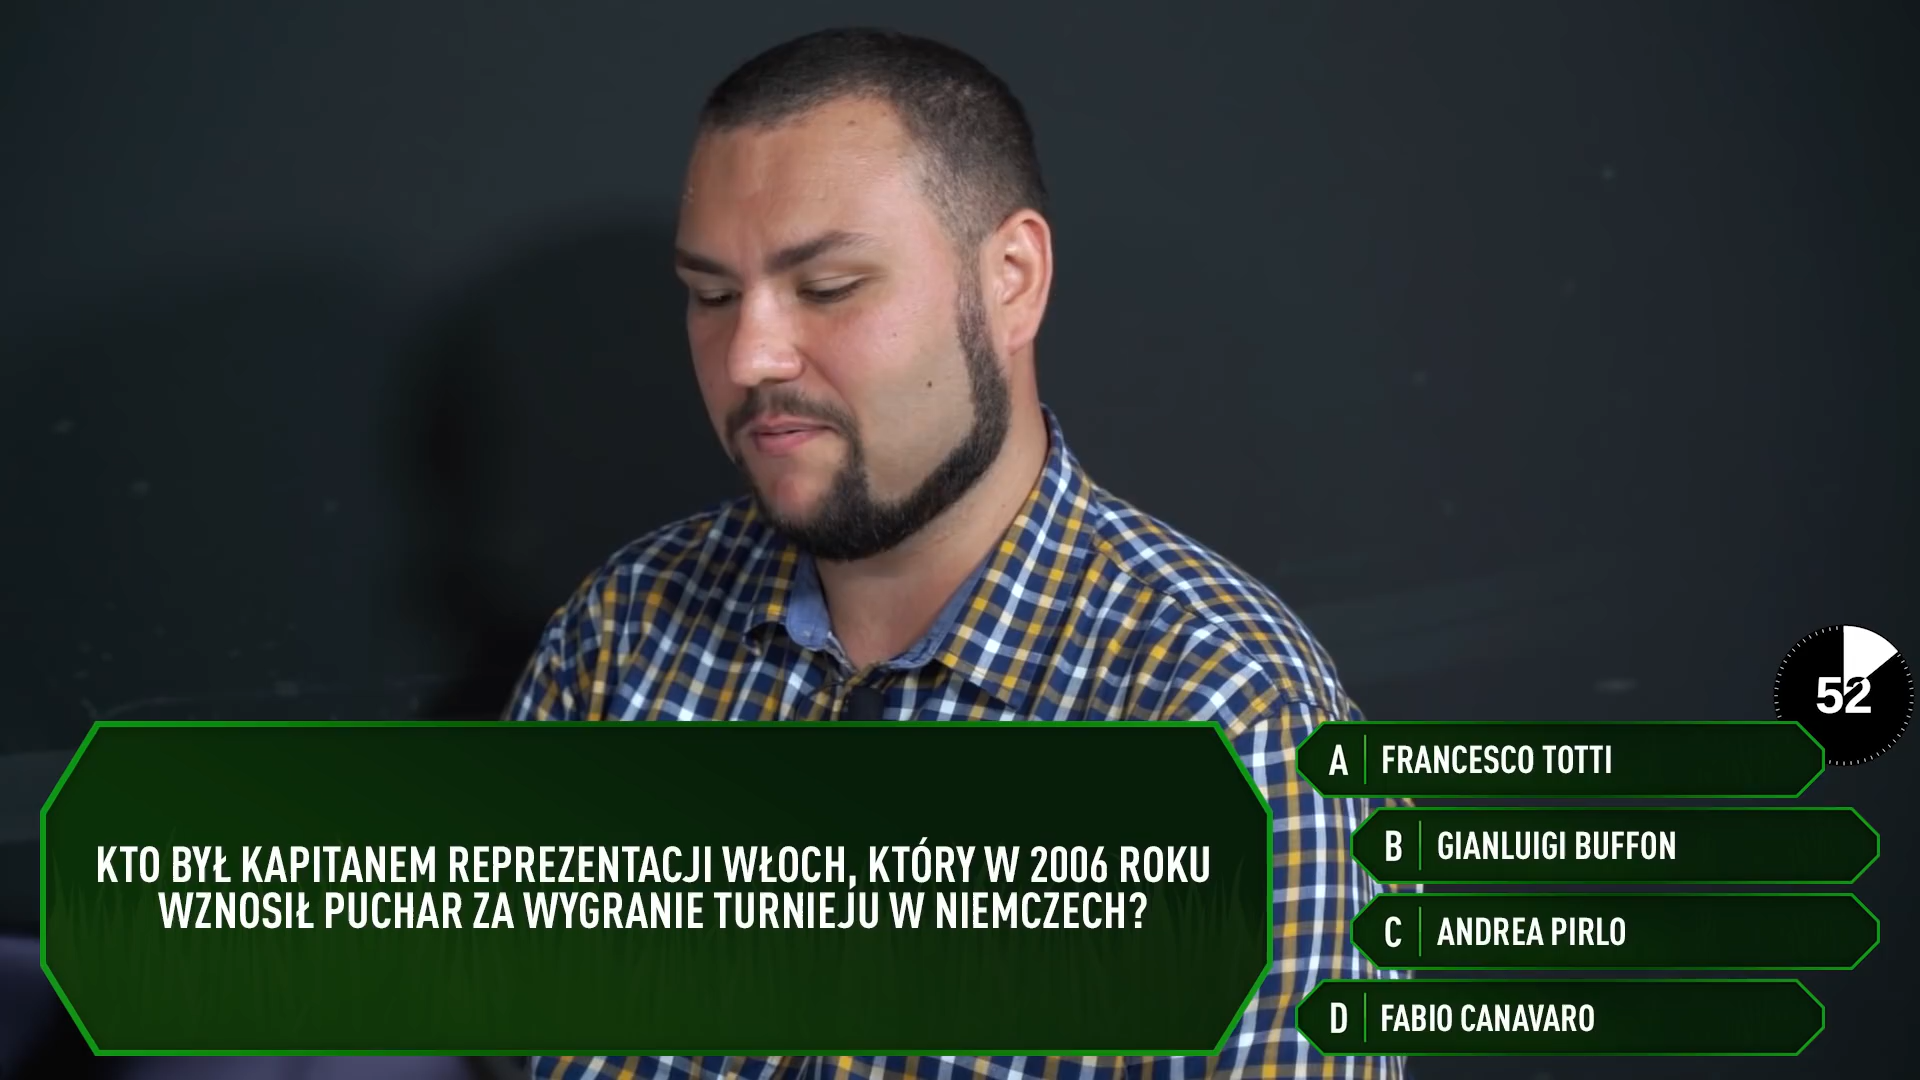 52
KTO BYŁ KAPITANEM REPREZENTACJI WŁOCH, KTÓRY W 2006 ROKU
WZNOSIŁ PUCHAR ZA WYGRANIE TURNIEJU W NIEMCZECH?
A FRANCESCO TOTTI
B GIANLUIGI BUFFON
C ANDREA PIRLO
D FABIO CANAVARO